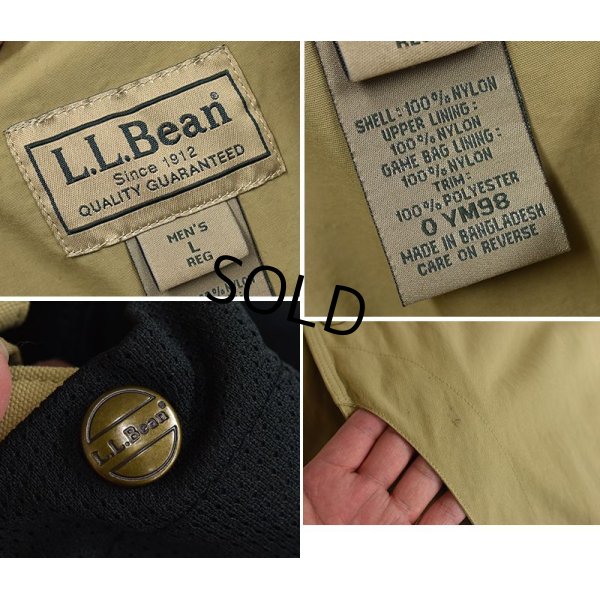 L.L.Bean®
Since 1912
QUALITY GUARANTEED
MEN'S
L
REG
SHELL: 100% NYLON
UPPER LINING:
100% NYLON
GAME BAG LINING:
100% NYLON
TRIM:
100% POLYESTER
0 YM98
MADE IN BANGLADESH
CARE ON REVERSE
SOLD
L.L.Bean®